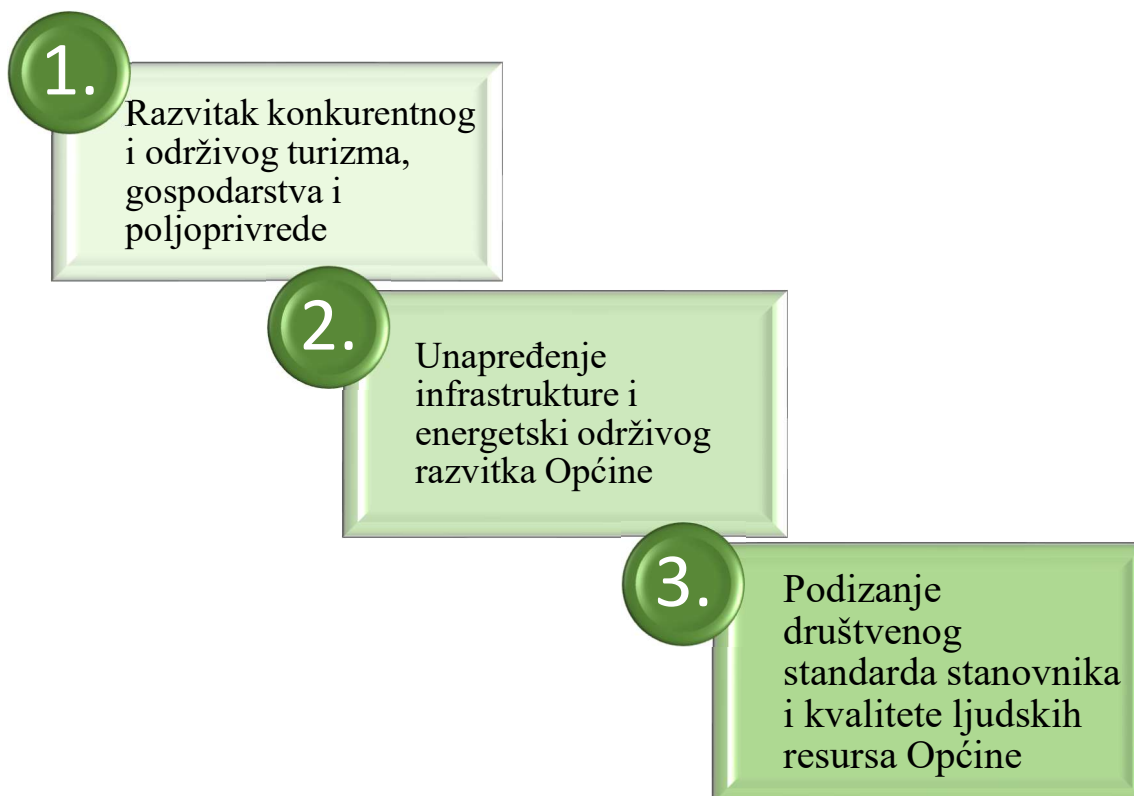 1.
Razvitak konkurentnog
i održivog turizma,
gospodarstva i
poljoprivrede
2.
Unapređenje
infrastrukture i
energetski održivog
razvitka Općine
3.
Podizanje
društvenog
standarda stanovnika
i kvalitete ljudskih
resursa Općine